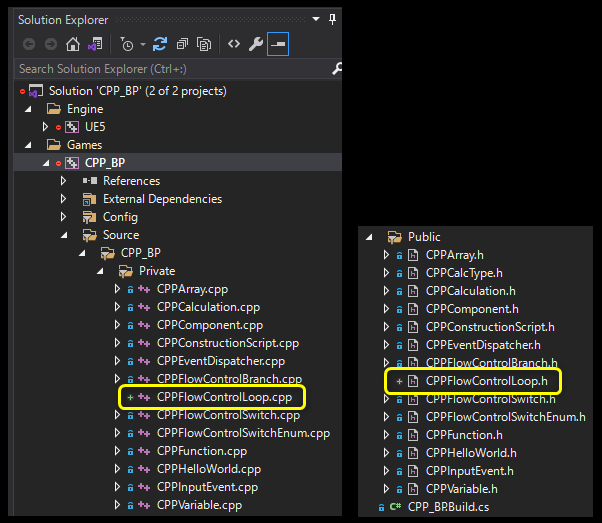 Solution Explorer
Search Solution Explorer (Ctrl+:)
Solution 'CPP_BP' (2 of 2 projects)
Engine
UE5
Games
CPP_BP
References
External Dependencies
Config
Source
CPP_BP
Private
CPPArray.cpp
CPPCalculation.cpp
CPPComponent.cpp
CPPConstructionScript.cpp
CPPEventDispatcher.cpp
CPPFlowControlBranch.cpp
CPPFlowControlLoop.cpp
CPPFlowControlSwitch.cpp
CPPFlowControlSwitchEnum.cpp
CPPFunction.cpp
CPPHelloWorld.cpp
CPPInputEvent.cpp
CPPVariable.cpp
Public
CPPArray.h
CPPCalcType.h
CPPCalculation.h
CPPComponent.h
CPPConstructionScript.h
CPPEventDispatcher.h
CPPFlowControlBranch.h
CPPFlowControlLoop.h
CPPFlowControlSwitch.h
CPPFlowControlSwitchEnum.h
CPPFunction.h
CPPHelloWorld.h
CPPInputEvent.h
CPPVariable.h
C# CPP_BP.Build.cs